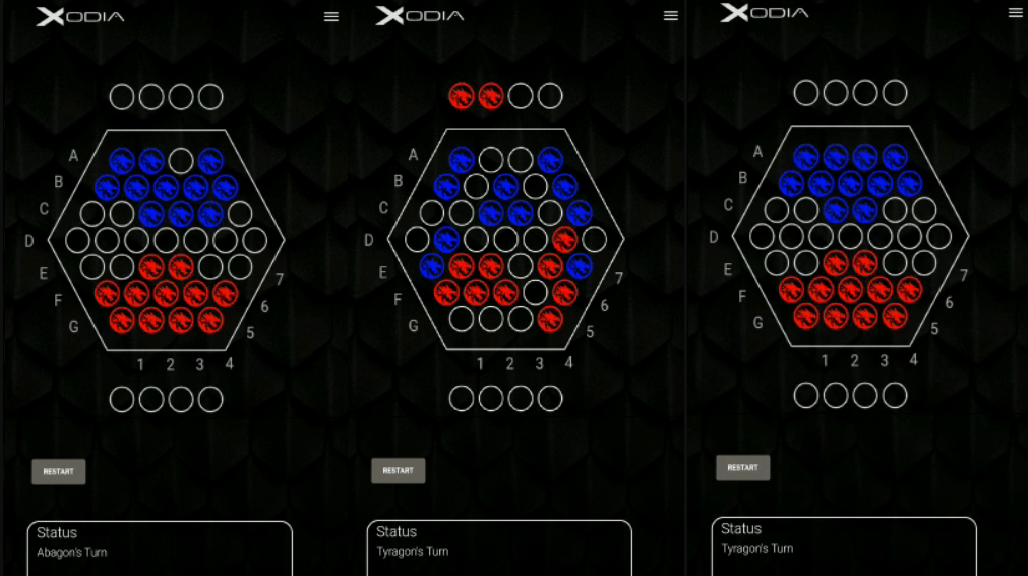 XODIA
A
B
C
D
E
F
G
7
6
5
1 2 3 4
RESTART
Status
Abagon's Turn
XODIA
A
B
C
D
E
F
G
7
6
5
1 2 3 4
RESTART
Status
Tyragon's Turn
XODIA
A
B
C
D
E
F
G
7
6
5
1 2 3 4
RESTART
Status
Tyragon's Turn